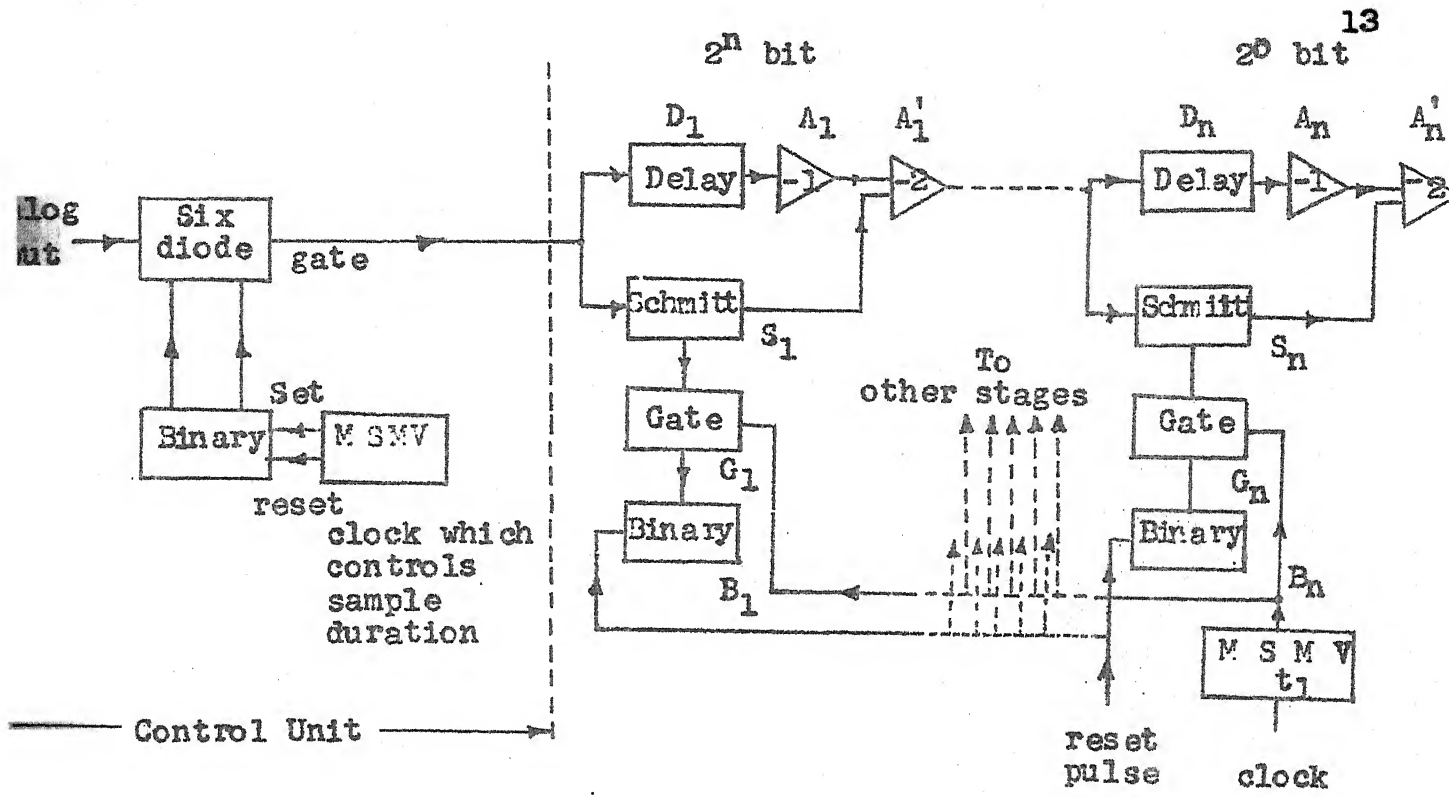 13
2ⁿ bit
2⁰ bit
D₁ A₁ A₁'
Dₙ Aₙ Aₙ'
Delay -1 -2
Delay -1 -2
Six
diode
gate
Schmitt
S₁
Schmitt
Sₙ
To
other stages
Set
Binary
M SMV
reset
clock which
controls
sample
duration
Gate
G₁
Binary
B₁
Gate
Gₙ
Binary
Bₙ
M S M V
t₁
Control Unit
reset
pulse
clock